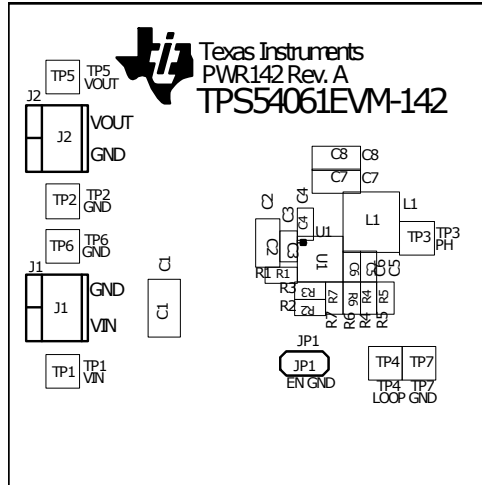 Texas Instruments
PWR142 Rev. A
TPS54061EVM-142
TP5
TP5
VOUT
J2
J2
VOUT
GND
TP2
TP2
GND
TP6
TP6
GND
J1
J1
GND
VIN
TP1
TP1
VIN
C1
C1
C8
C8
C7
C7
C2
C2
C3
C3
C4
C4
L1
L1
U1
U1
TP3
TP3
PH
R1
R1
C6
C5
C6
C5
R3
R3
R2
R2
R7
R6
R4
R5
R7
R6
R4
R5
JP1
JP1
EN GND
TP4
TP7
TP4
LOOP
TP7
GND